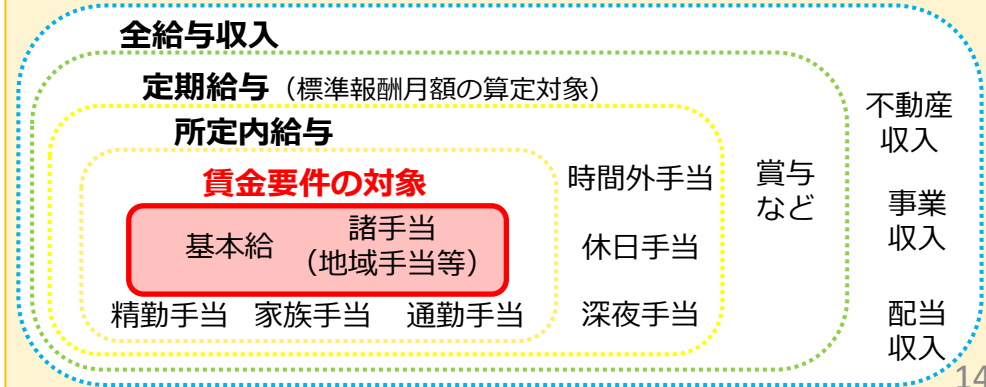 全給与収入
定期給与（標準報酬月額の算定対象）
所定内給与
賃金要件の対象
基本給
諸手当
（地域手当等）
精勤手当 家族手当 通勤手当
時間外手当
休日手当
深夜手当
賞与
など
不動産
収入
事業
収入
配当
収入
14